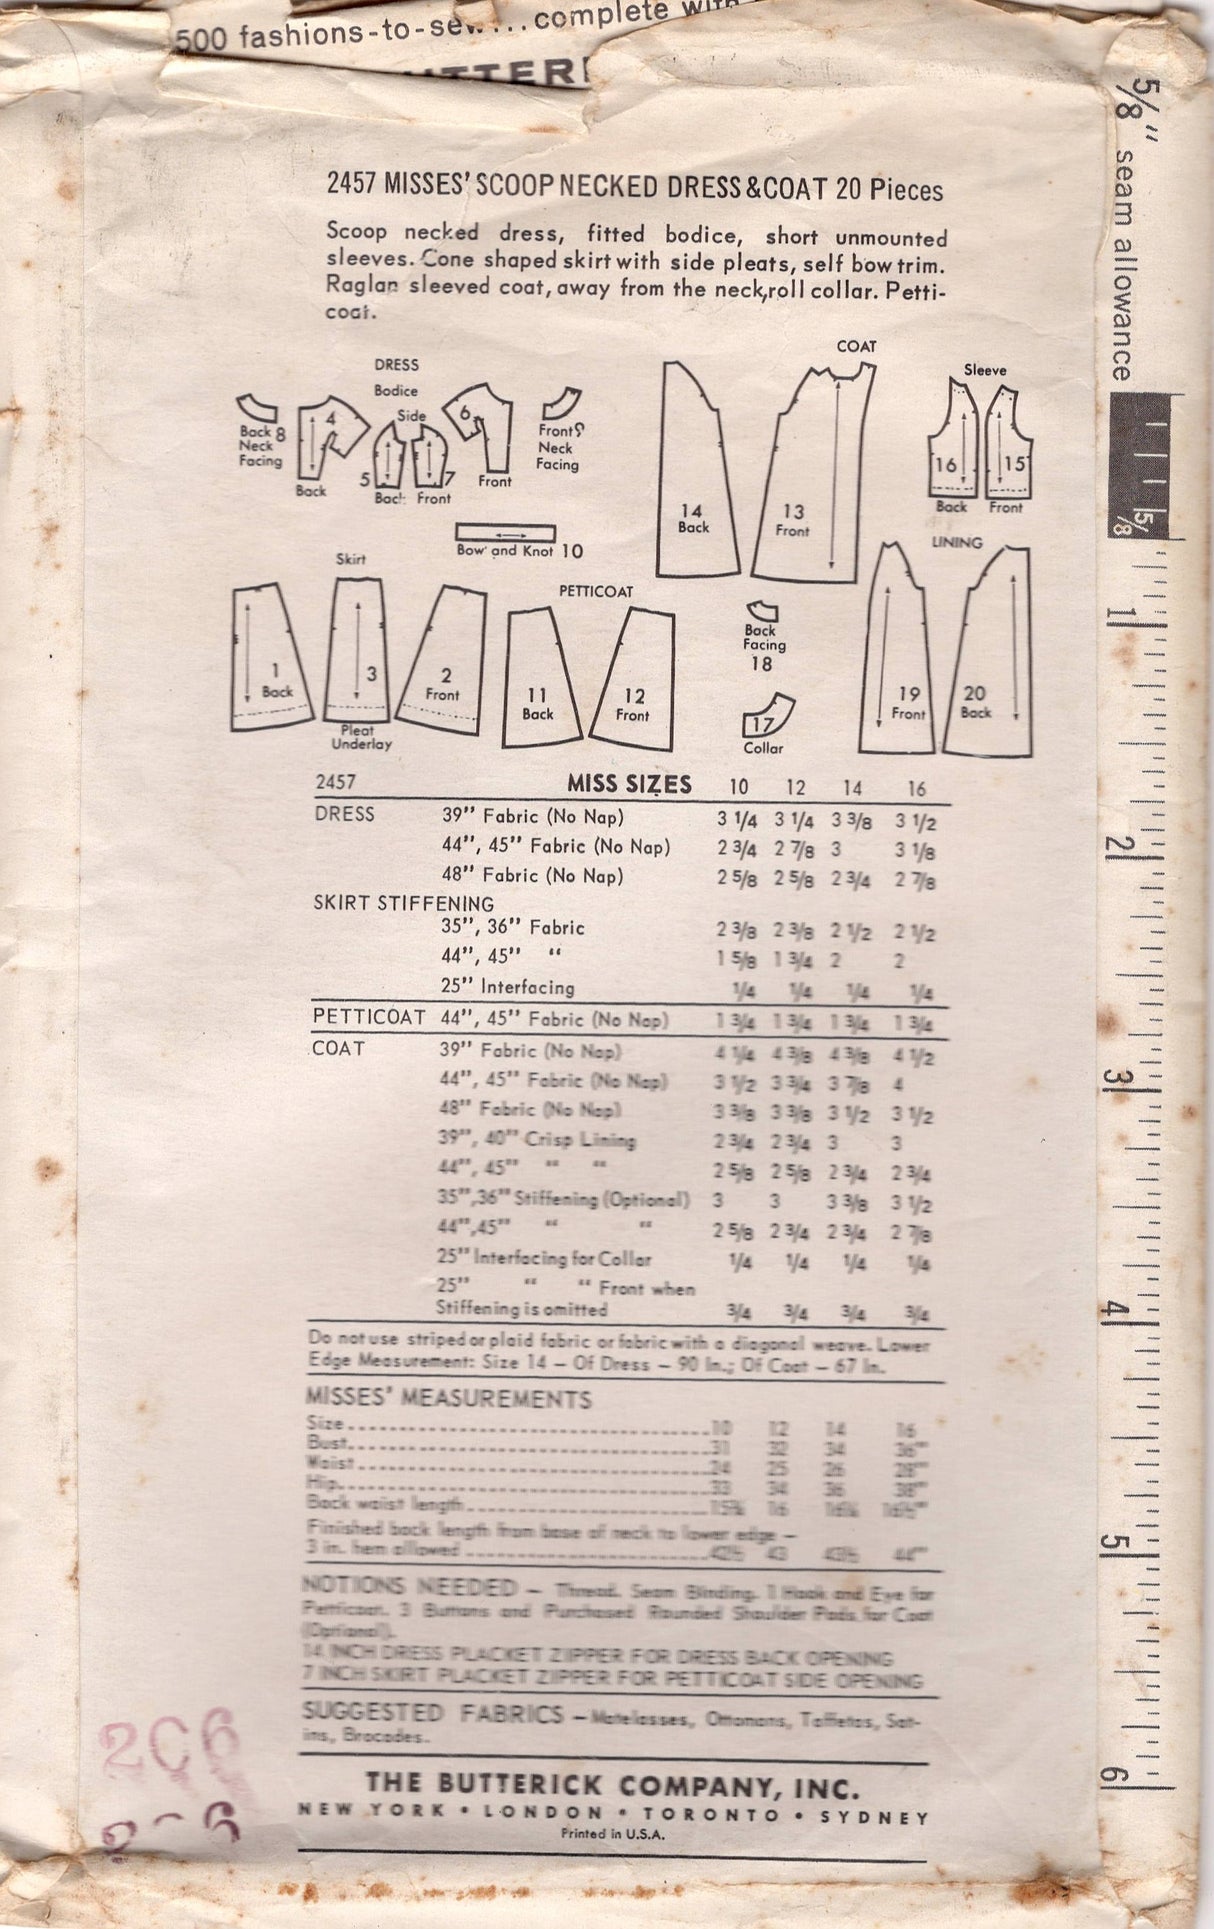 500 fashions-to-sew...complete with
UTTERI
5/8" seam allowance
2457 MISSES' SCOOP NECKED DRESS & COAT 20 Pieces
Scoop necked dress, fitted bodice, short unmounted
sleeves. Cone shaped skirt with side pleats, self bow trim.
Raglan sleeved coat, away from the neck, roll collar. Petti-
coat.
DRESS
Bodice
Back 8 Neck Facing
4 Back
Side
5 Back
7 Front
6 Front
Front 9 Neck Facing
Bow and Knot 10
Skirt
1 Back
3 Pleat Underlay
2 Front
PETTICOAT
11 Back
12 Front
COAT
14 Back
13 Front
Sleeve
16 Back
15 Front
Back Facing 18
17 Collar
LINING
19 Front
20 Back
5/8
1
2
3
4
5
6
2457 MISS SIZES 10 12 14 16
DRESS 39" Fabric (No Nap) 3 1/4 3 1/4 3 3/8 3 1/2
44", 45" Fabric (No Nap) 2 3/4 2 7/8 3 3 1/8
48" Fabric (No Nap) 2 5/8 2 5/8 2 3/4 2 7/8
SKIRT STIFFENING
35", 36" Fabric 2 3/8 2 3/8 2 1/2 2 1/2
44", 45" " 1 5/8 1 3/4 2 2
25" Interfacing 1/4 1/4 1/4 1/4
PETTICOAT 44", 45" Fabric (No Nap) 1 3/4 1 3/4 1 3/4 1 3/4
COAT 39" Fabric (No Nap) 4 1/4 4 3/8 4 3/8 4 1/2
44", 45" Fabric (No Nap) 3 1/2 3 3/4 3 7/8 4
48" Fabric (No Nap) 3 3/8 3 3/8 3 1/2 3 1/2
39", 40" Crisp Lining 2 3/4 2 3/4 3 3
44", 45" " " 2 5/8 2 5/8 2 3/4 2 3/4
35", 36" Stiffening (Optional) 3 3 3 3/8 3 1/2
44", 45" " " 2 5/8 2 3/4 2 3/4 2 7/8
25" Interfacing for Collar 1/4 1/4 1/4 1/4
25" " " Front when
Stiffening is omitted 3/4 3/4 3/4 3/4
Do not use striped or plaid fabric or fabric with a diagonal weave. Lower
Edge Measurement: Size 14 – Of Dress – 90 In.; Of Coat – 67 In.
MISSES' MEASUREMENTS
Size 10 12 14 16
Bust 31 32 34 36"
Waist 24 25 26 28"
Hip 33 34 36 38"
Back waist length 15¾ 16 16¼ 16½"
Finished back length from base of neck to lower edge –
3 in. hem allowed 42½ 43 43½ 44"
NOTIONS NEEDED – Thread. Seam Binding. 1 Hook and Eye for
Petticoat. 3 Buttons and Purchased Rounded Shoulder Pads for Coat
(Optional).
14 INCH DRESS PLACKET ZIPPER FOR DRESS BACK OPENING
7 INCH SKIRT PLACKET ZIPPER FOR PETTICOAT SIDE OPENING
SUGGESTED FABRICS – Matelasses, Ottomans, Taffetas, Sat-
ins, Brocades.
THE BUTTERICK COMPANY, INC.
NEW YORK • LONDON • TORONTO • SYDNEY
Printed in U.S.A.
206